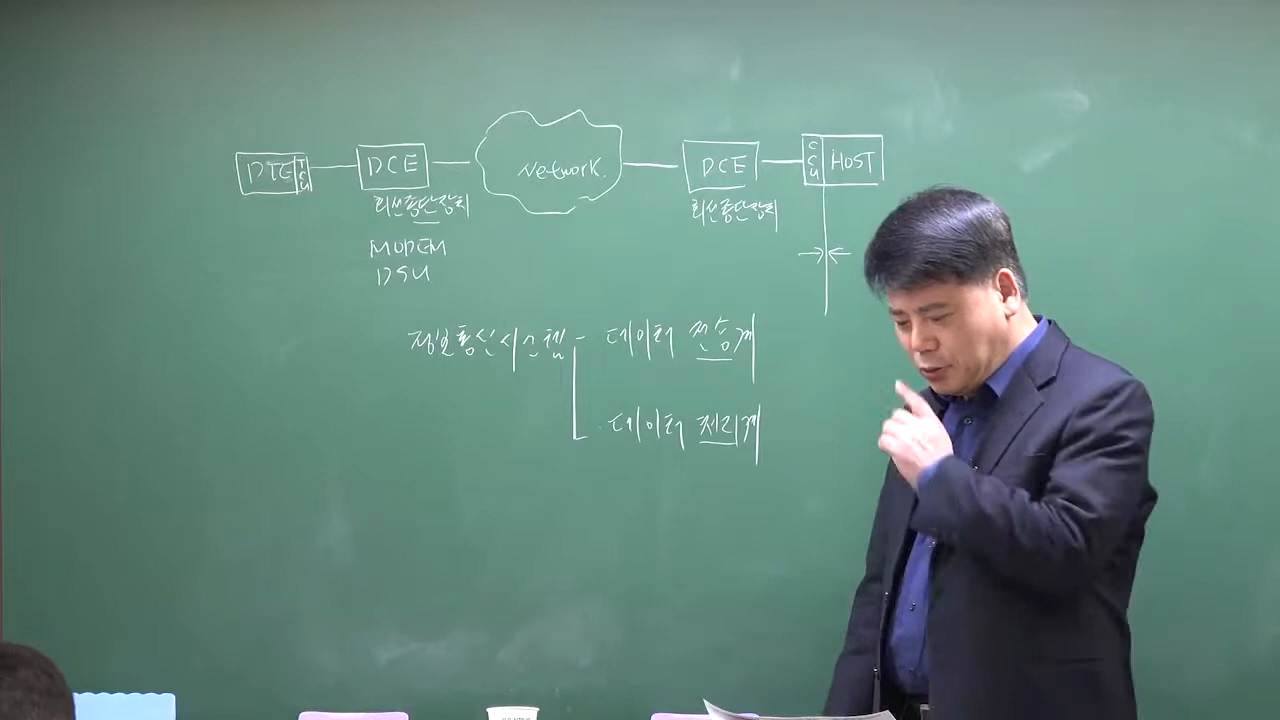 DTE TCU DCE Network. DCE CCU HOST
회선종단장치 회선종단장치
MODEM
DSU
정보통신시스템 - 데이터 전송계
데이터 처리계